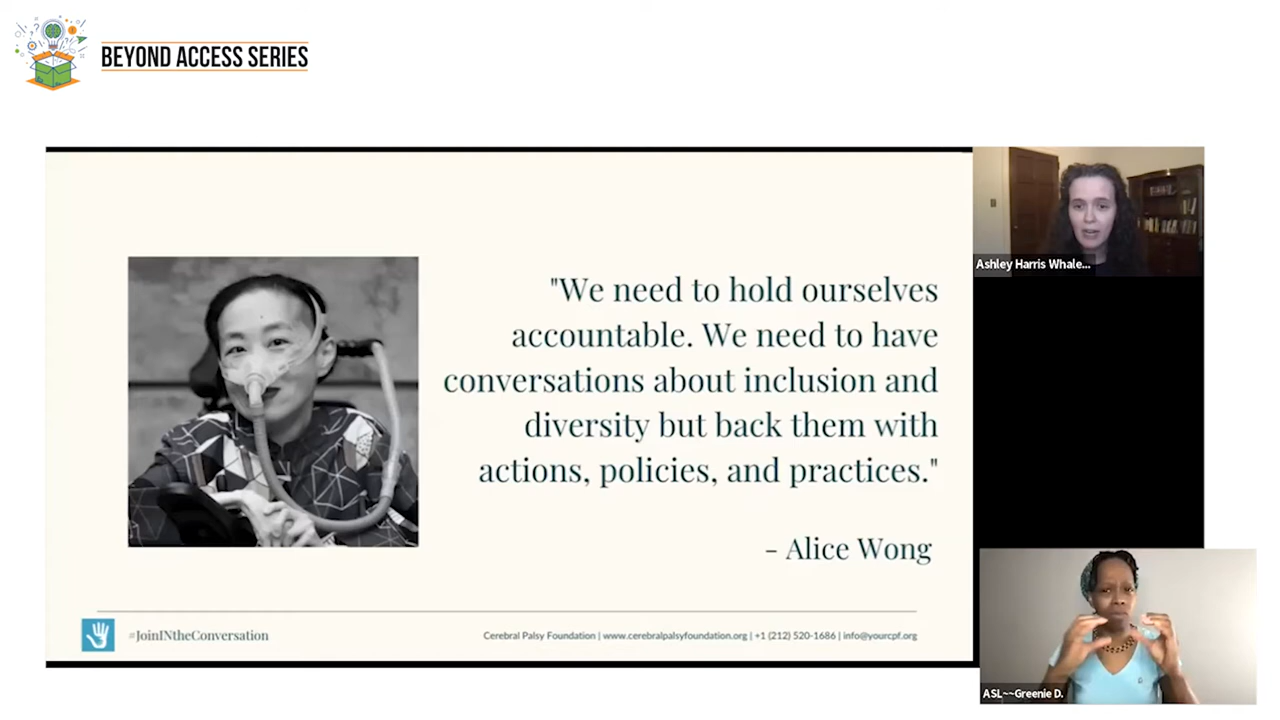 BEYOND ACCESS SERIES
"We need to hold ourselves
accountable. We need to have
conversations about inclusion and
diversity but back them with
actions, policies, and practices."
- Alice Wong
#JoinINtheConversation
Cerebral Palsy Foundation | www.cerebralpalsyfoundation.org | +1 (212) 520-1686 | info@yourcpf.org
Ashley Harris Whale...
ASL~~Greenie D.